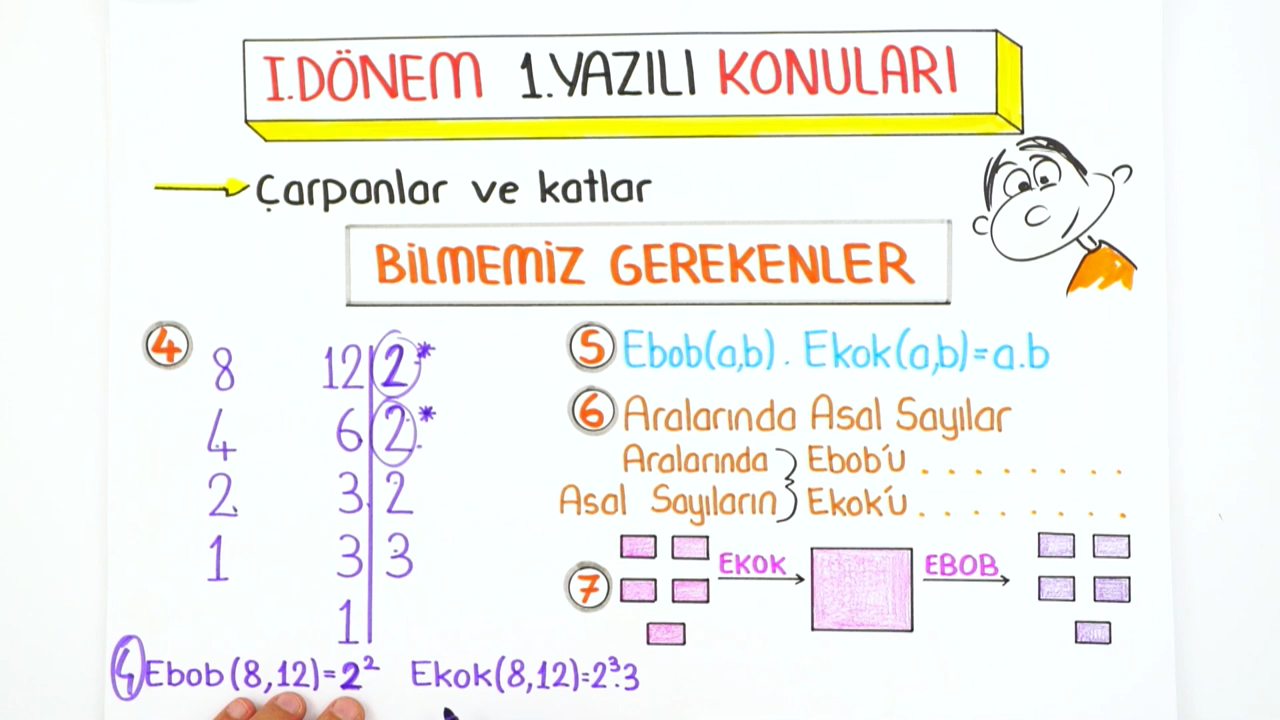 I.DÖNEM 1.YAZILI KONULARI
Çarpanlar ve katlar
BİLMEMİZ GEREKENLER
4
8 12 2*
4 6 2*
2 3 2
1 3 3
1
4 Ebob(8,12)=2² Ekok(8,12)=2³.3
5 Ebob(a,b). Ekok(a,b)=a.b
6 Aralarında Asal Sayılar
Aralarında } Ebob'u . . . . . . . . .
Asal Sayıların } Ekok'u . . . . . . . . .
7 EKOK EBOB